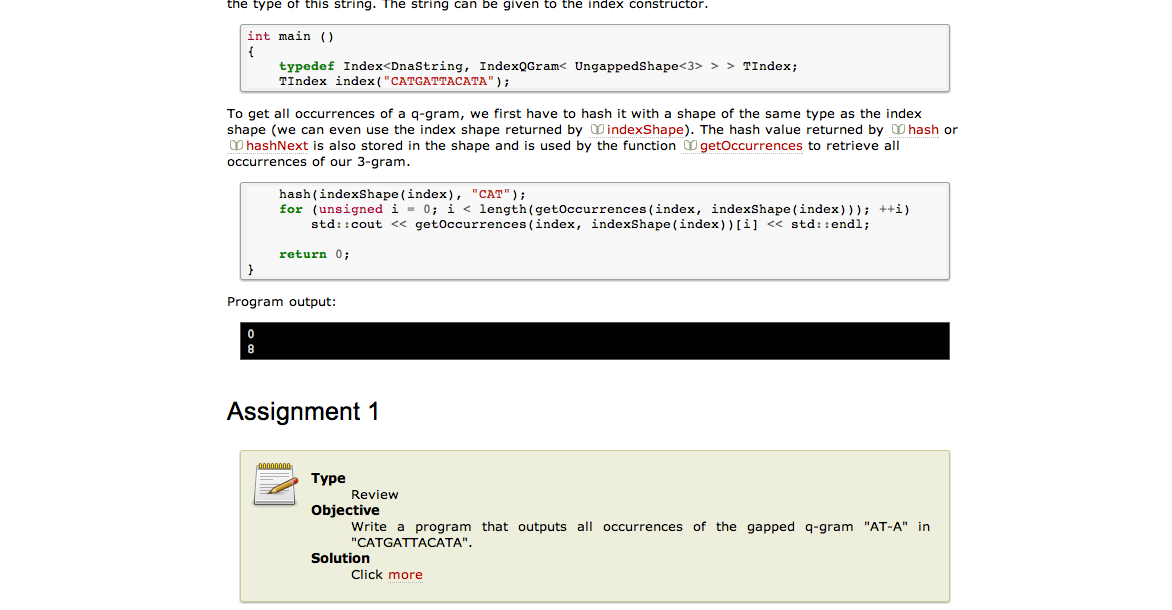 the type of this string. The string can be given to the index constructor.
int main ()
{
    typedef Index<DnaString, IndexQGram< UngappedShape<3> > > TIndex;
    TIndex index("CATGATTACATA");
To get all occurrences of a q-gram, we first have to hash it with a shape of the same type as the index
shape (we can even use the index shape returned by indexShape). The hash value returned by hash or
hashNext is also stored in the shape and is used by the function getOccurrences to retrieve all
occurrences of our 3-gram.
    hash(indexShape(index), "CAT");
    for (unsigned i = 0; i < length(getOccurrences(index, indexShape(index))); ++i)
        std::cout << getOccurrences(index, indexShape(index))[i] << std::endl;
    return 0;
}
Program output:
0
8
Assignment 1
Type
Review
Objective
Write a program that outputs all occurrences of the gapped q-gram "AT-A" in
"CATGATTACATA".
Solution
Click more